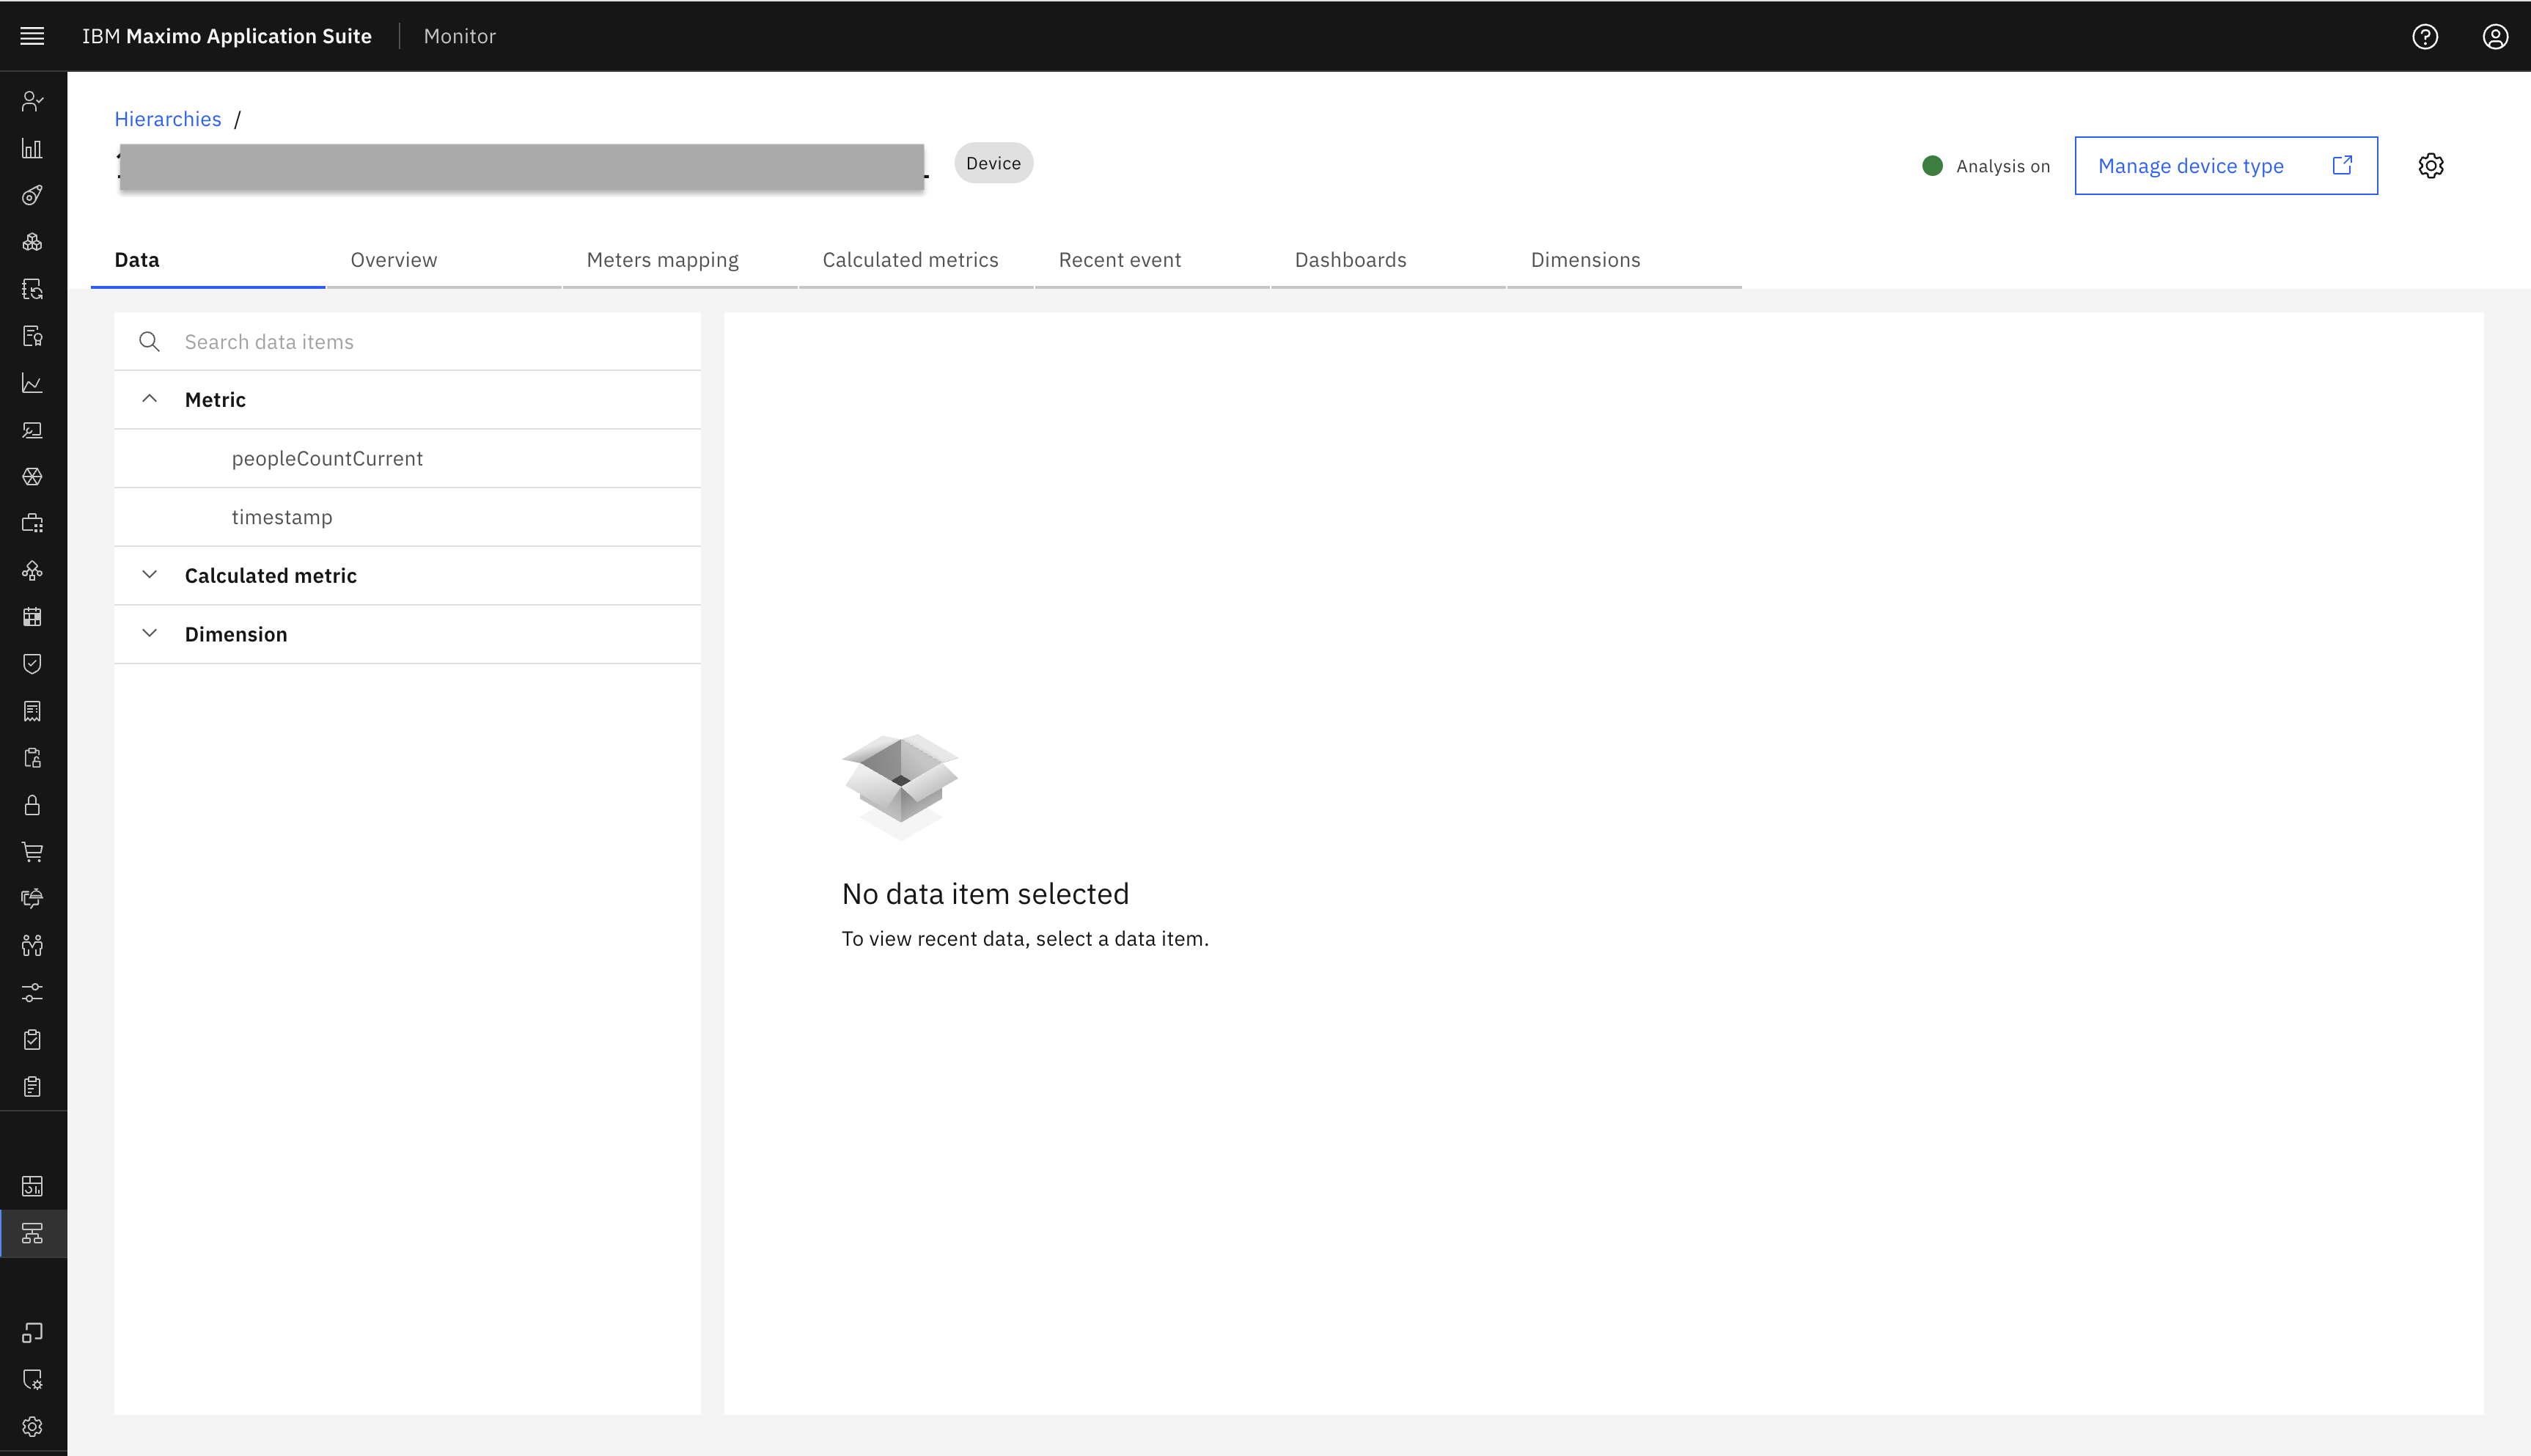 IBM Maximo Application Suite Monitor
Hierarchies /
Device
Analysis on
Manage device type
Data Overview Meters mapping Calculated metrics Recent event Dashboards Dimensions
Search data items
Metric
peopleCountCurrent
timestamp
Calculated metric
Dimension
No data item selected
To view recent data, select a data item.